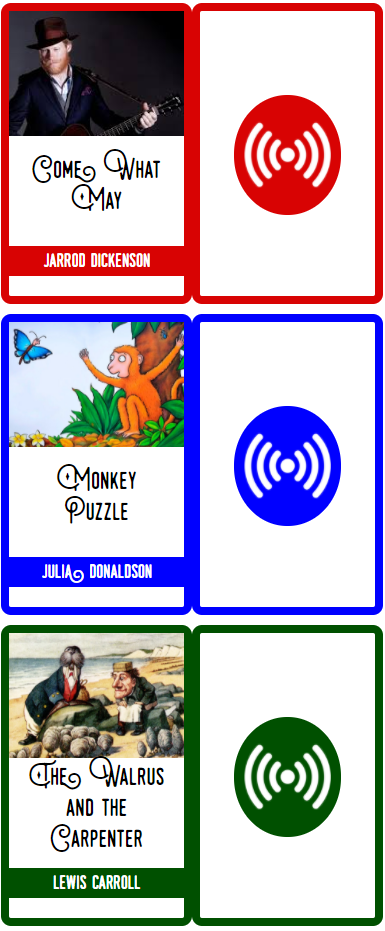 Come What
May
JARROD DICKENSON
Monkey
Puzzle
JULIA DONALDSON
The Walrus
and the
Carpenter
LEWIS CARROLL